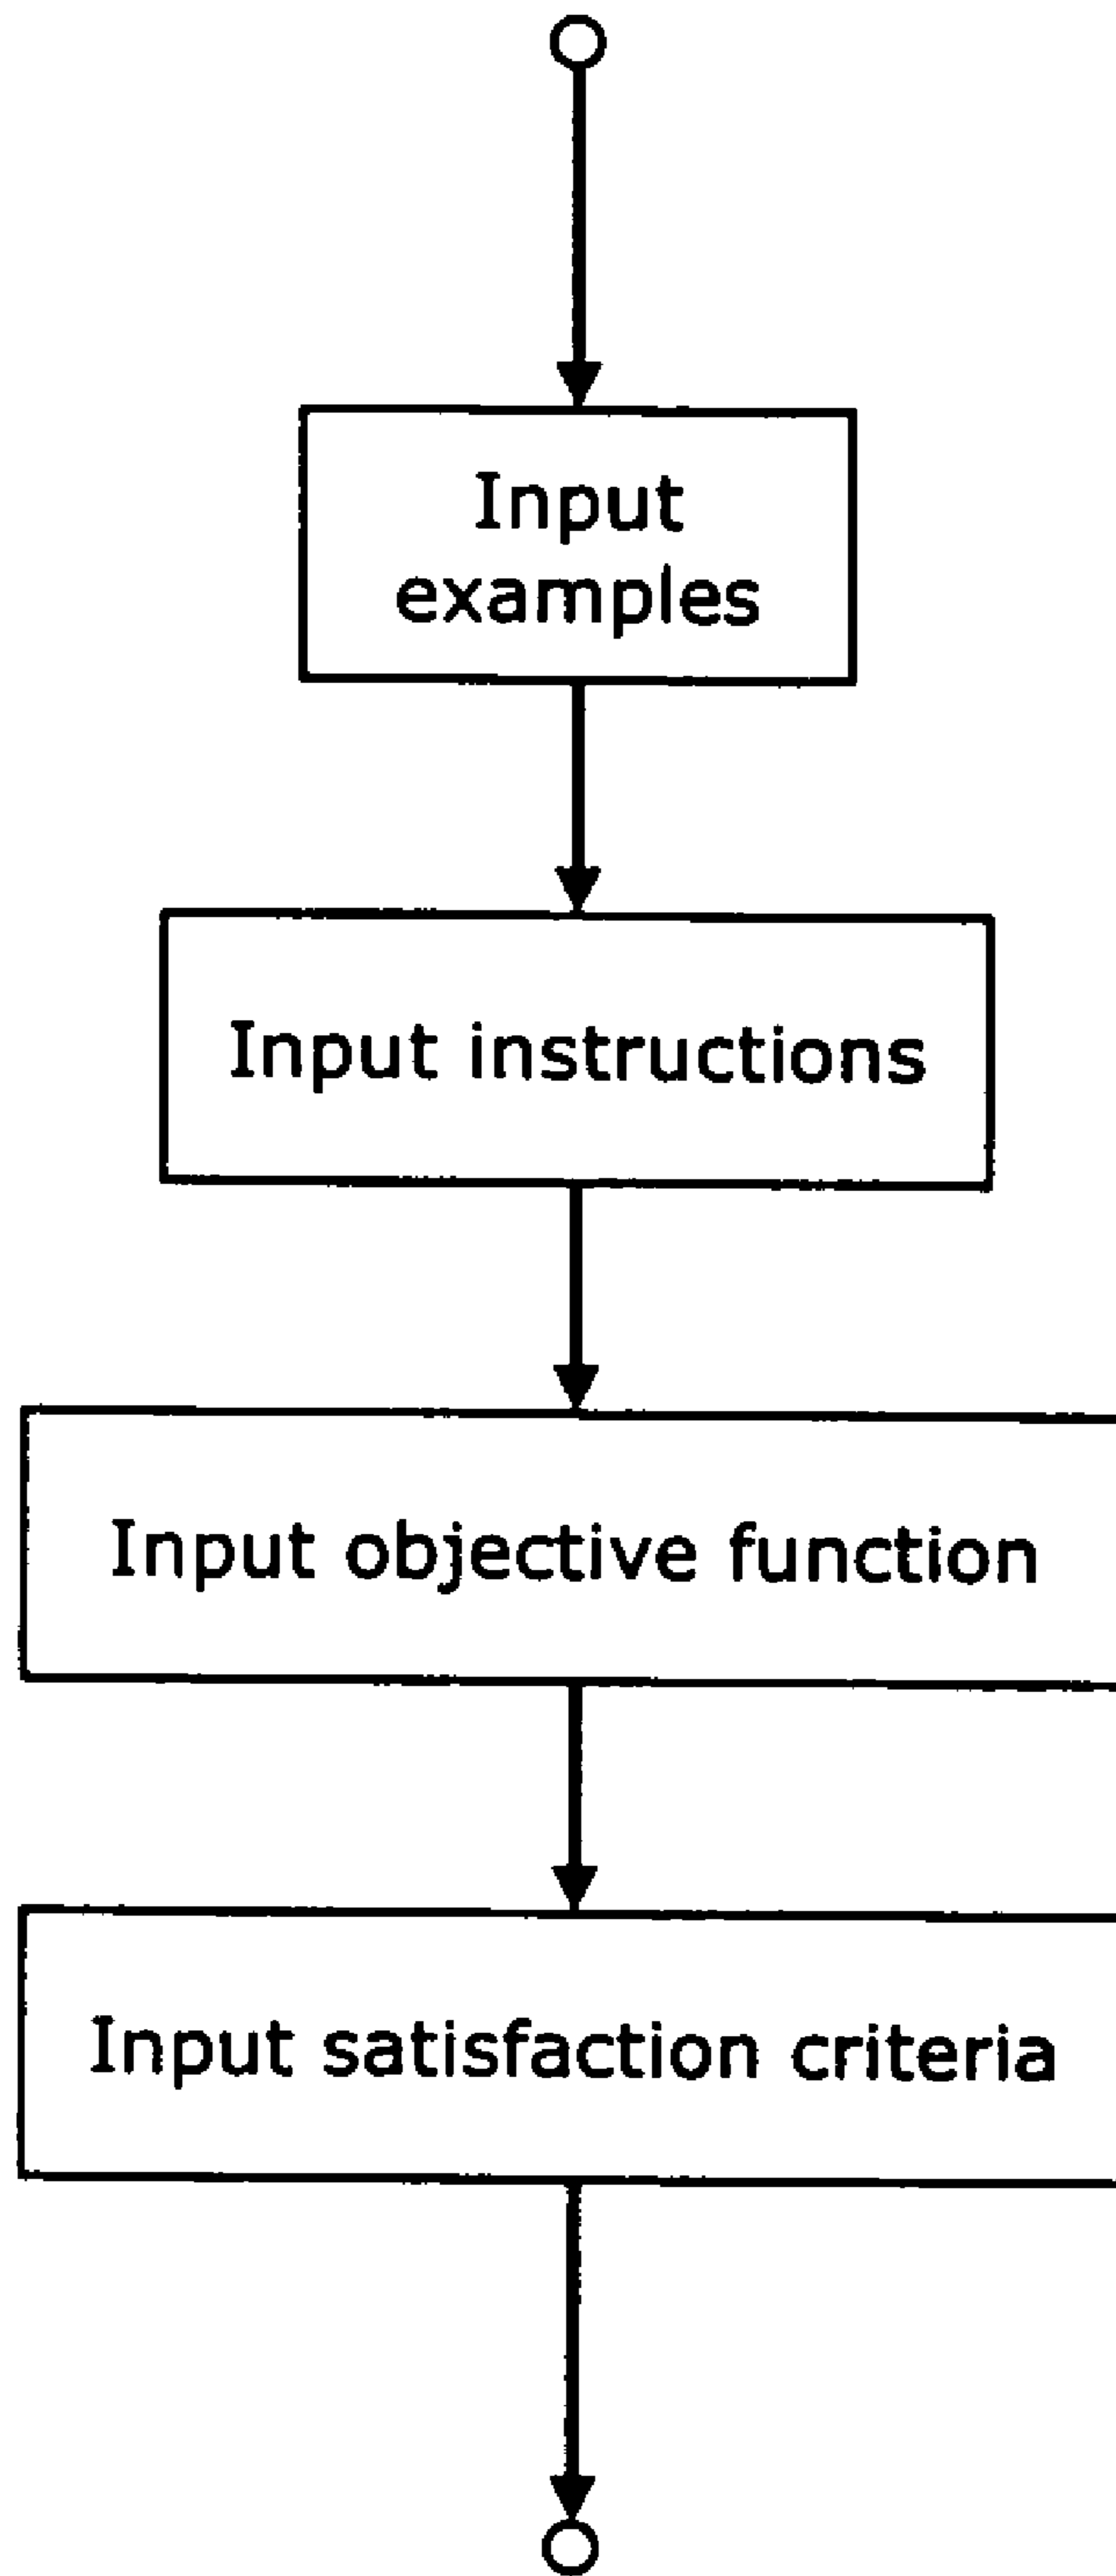 Input
examples
Input instructions
Input objective function
Input satisfaction criteria